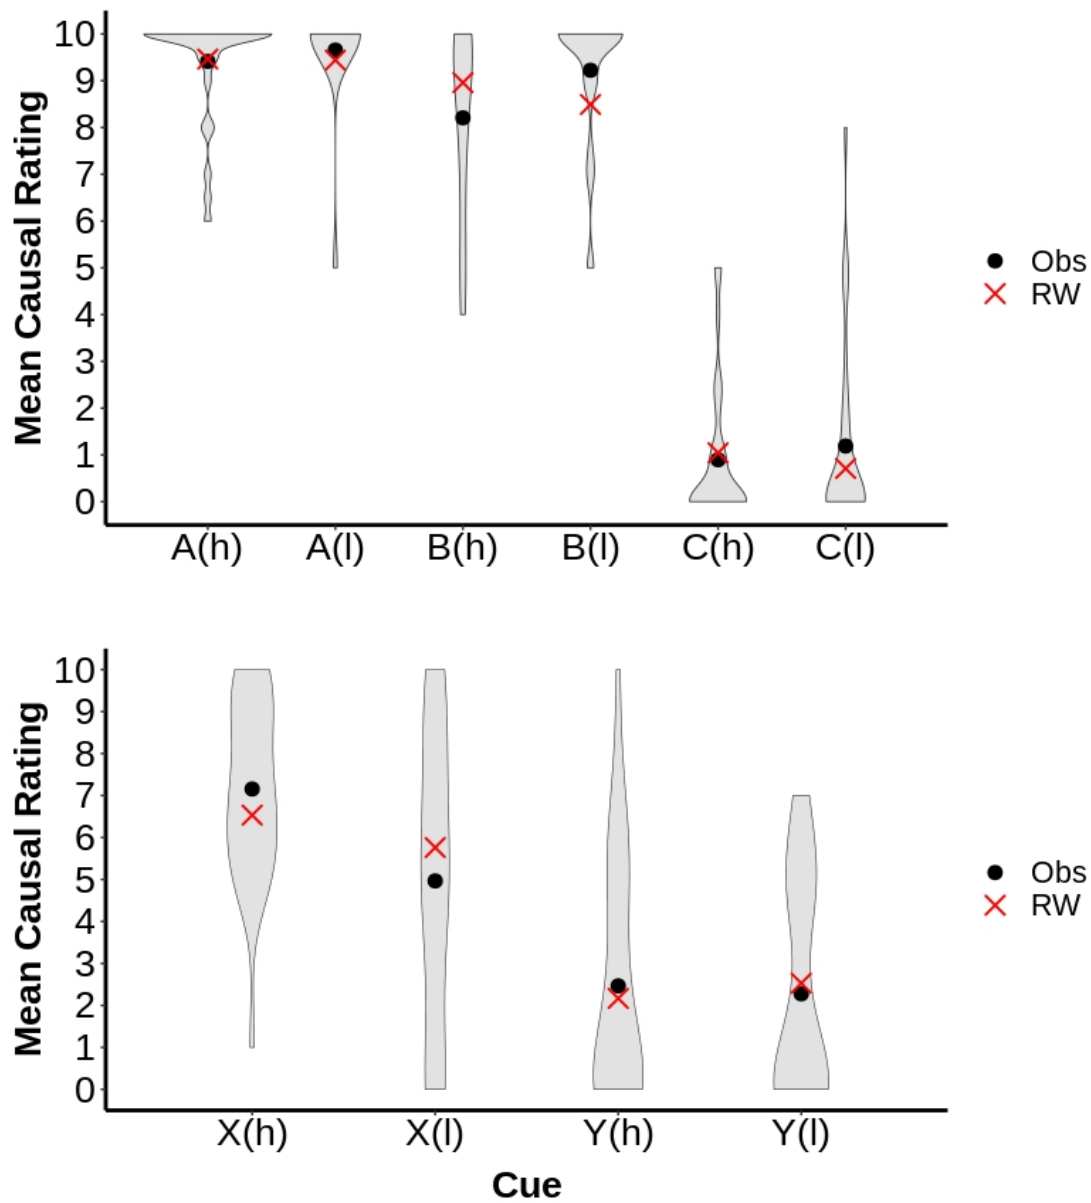 Mean Causal Rating
10
9
8
7
6
5
4
3
2
1
0
A(h) A(l) B(h) B(l) C(h) C(l)
Obs
RW
Mean Causal Rating
10
9
8
7
6
5
4
3
2
1
0
X(h) X(l) Y(h) Y(l)
Cue
Obs
RW